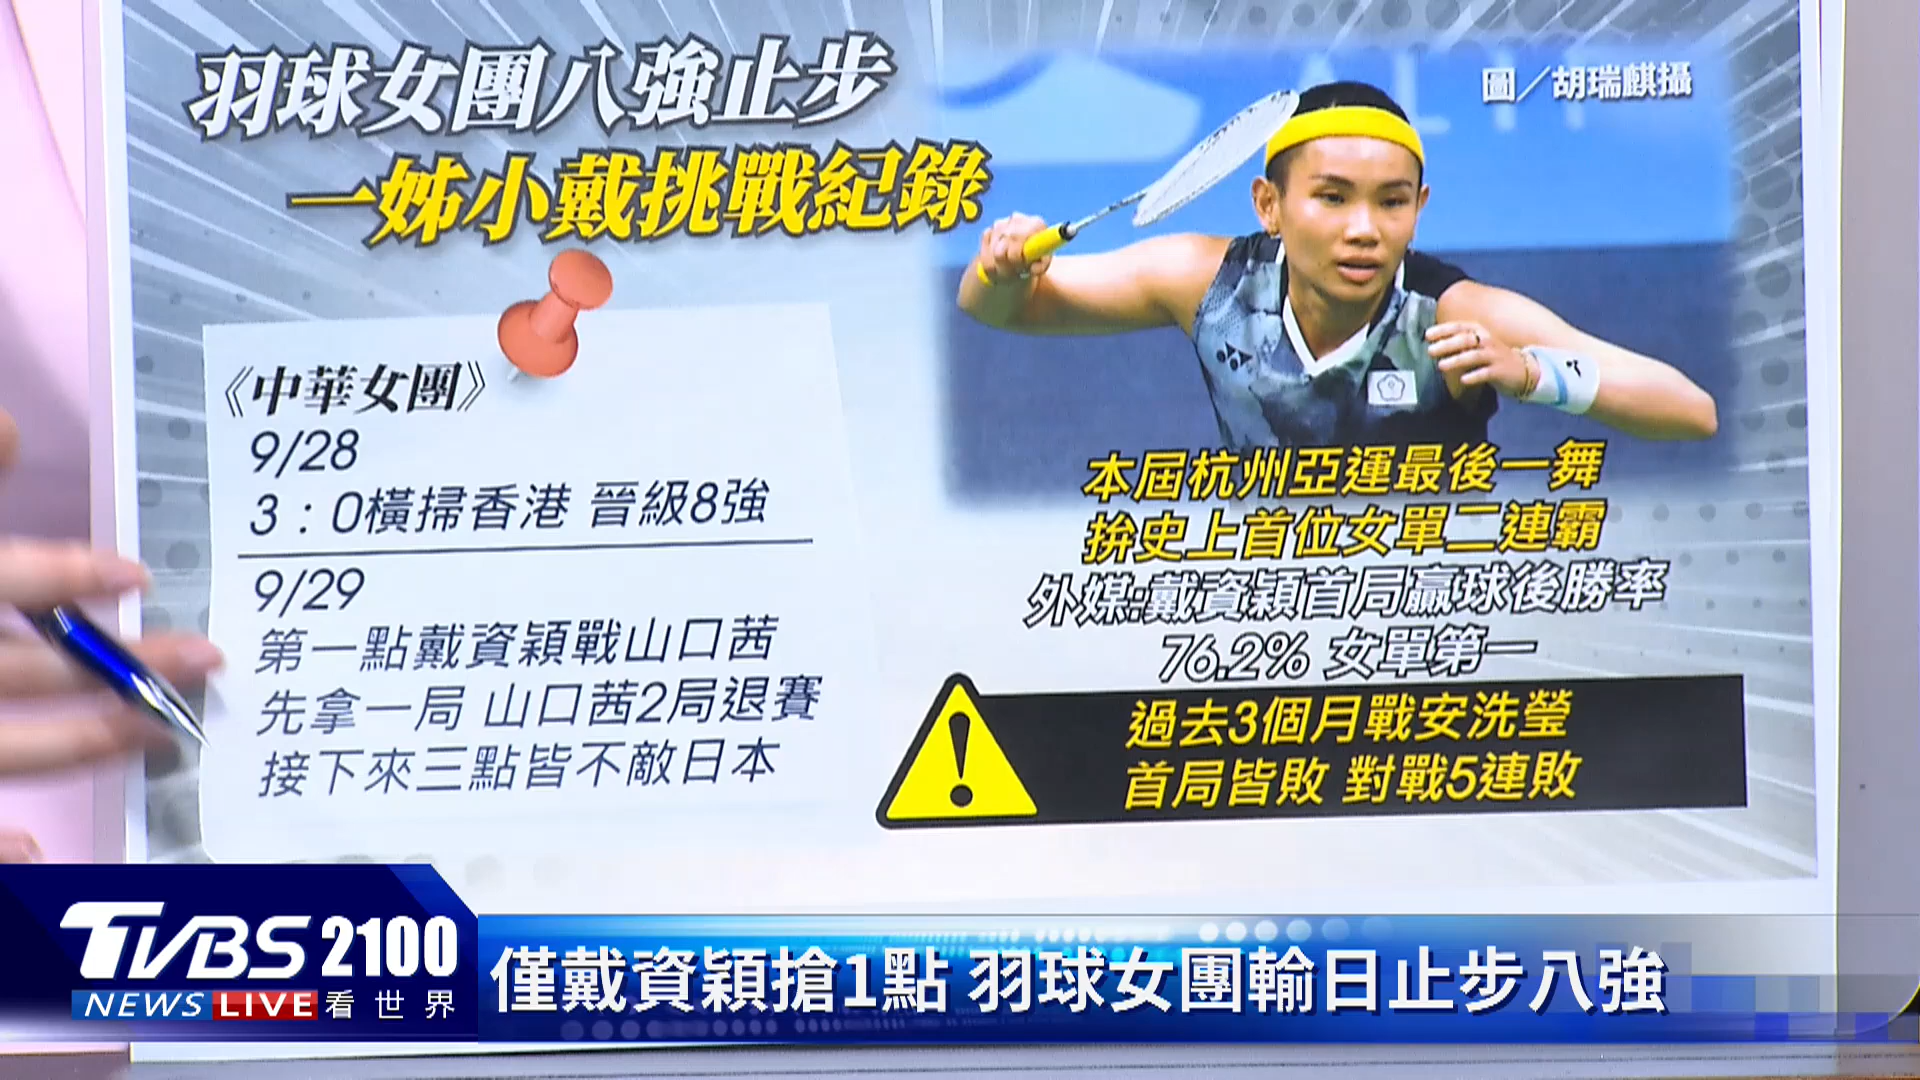 羽球女團八強止步
一姊小戴挑戰紀錄
圖／胡瑞麒攝
《中華女團》
9/28
3：0橫掃香港 晉級8強
9/29
第一點戴資穎戰山口茜
先拿一局 山口茜2局退賽
接下來三點皆不敵日本
本屆杭州亞運最後一舞
拚史上首位女單二連霸
外媒:戴資穎首局贏球後勝率
76.2% 女單第一
過去3個月戰安洗瑩
首局皆敗 對戰5連敗
TVBS 2100
NEWS LIVE 看世界
僅戴資穎搶1點 羽球女團輸日止步八強